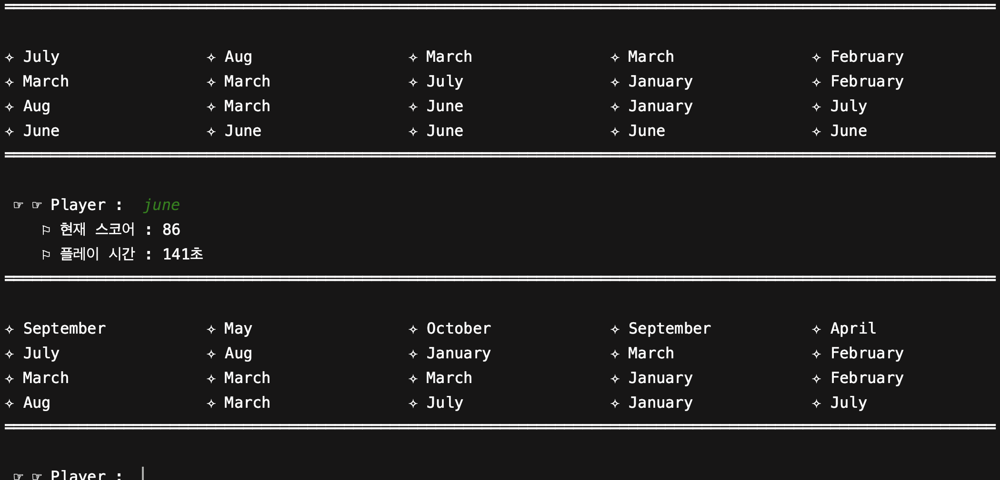 ✧ July ✧ Aug ✧ March ✧ March ✧ February
✧ March ✧ March ✧ July ✧ January ✧ February
✧ Aug ✧ March ✧ June ✧ January ✧ July
✧ June ✧ June ✧ June ✧ June ✧ June
☞ ☞ Player : june
⚐ 현재 스코어 : 86
⚐ 플레이 시간 : 141초
✧ September ✧ May ✧ October ✧ September ✧ April
✧ July ✧ Aug ✧ January ✧ March ✧ February
✧ March ✧ March ✧ March ✧ January ✧ February
✧ Aug ✧ March ✧ July ✧ January ✧ July
☞ ☞ Player :